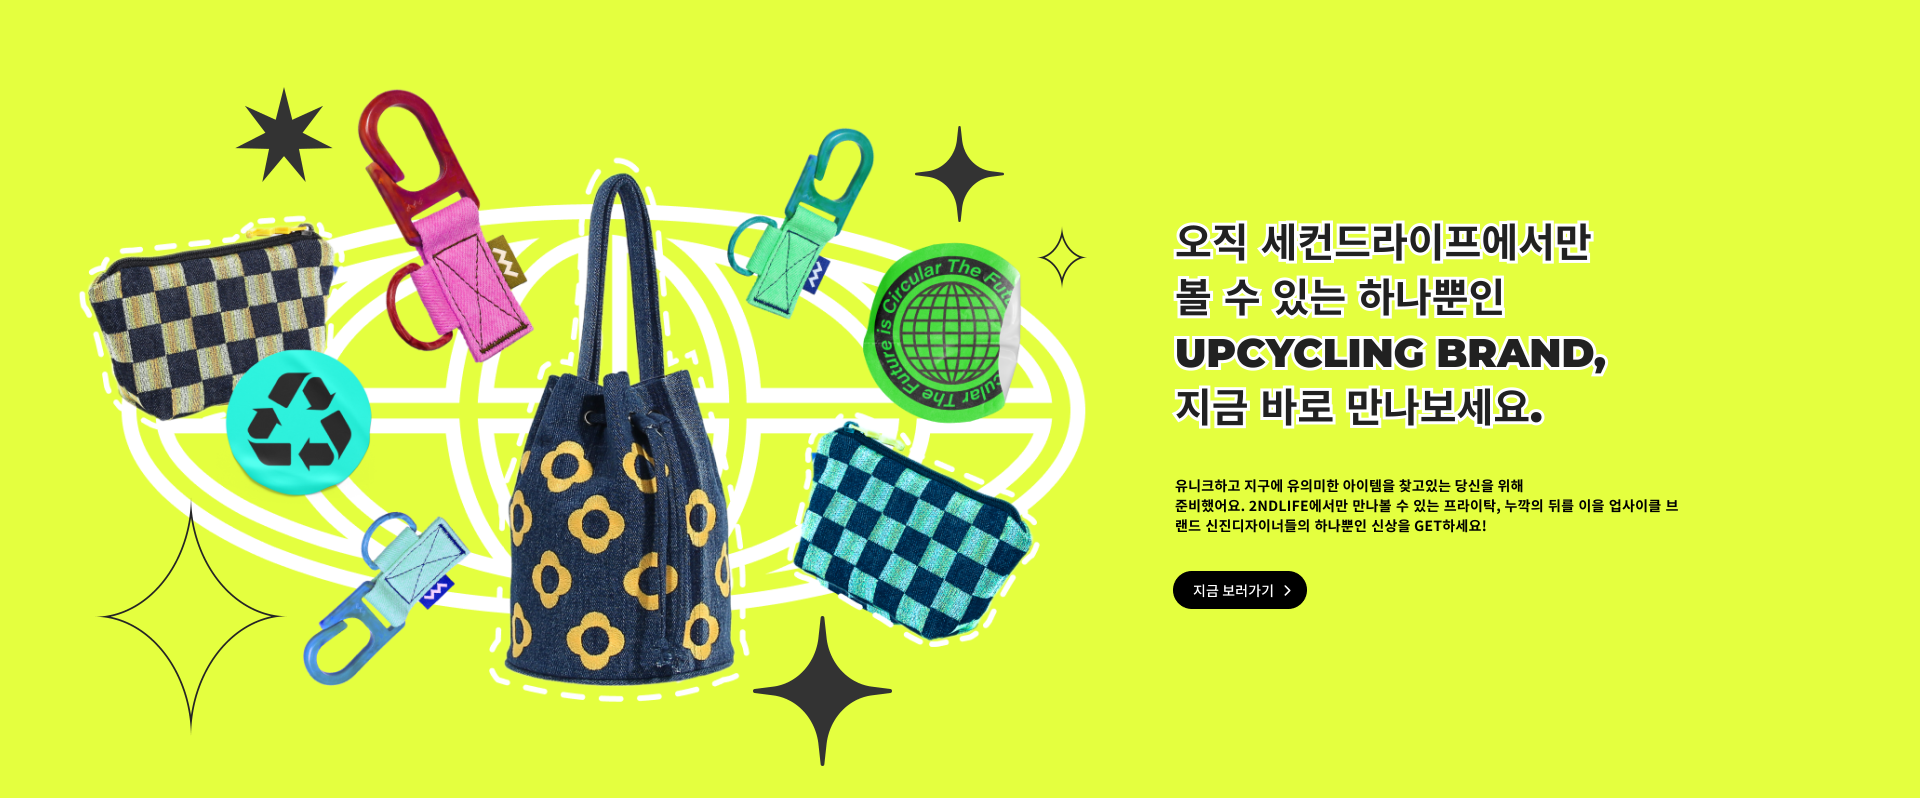 is Circular The Futu
Future
cular The Future
오직 세컨드라이프에서만
볼 수 있는 하나뿐인
UPCYCLING BRAND,
지금 바로 만나보세요.
유니크하고 지구에 유의미한 아이템을 찾고있는 당신을 위해
준비했어요. 2NDLIFE에서만 만나볼 수 있는 프라이탁, 누깍의 뒤를 이을 업사이클 브
랜드 신진디자이너들의 하나뿐인 신상을 GET하세요!
지금 보러가기